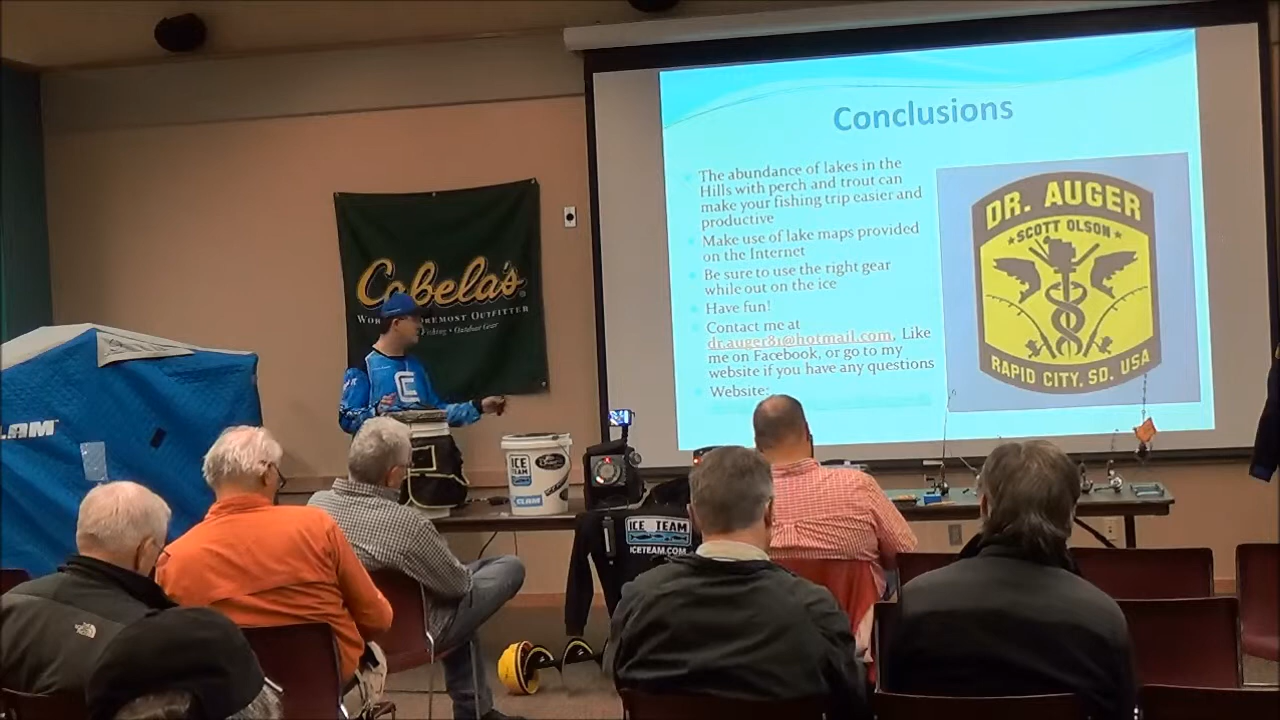 Conclusions
The abundance of lakes in the
Hills with perch and trout can
make your fishing trip easier and
productive
Make use of lake maps provided
on the Internet
Be sure to use the right gear
while out on the ice
Have fun!
Contact me at
dr.auger81@hotmail.com. Like
me on Facebook, or go to my
website if you have any questions
Website:
DR. AUGER
SCOTT OLSON
RAPID CITY, SD. USA
Cabela's
FOREMOST OUTFITTER
Fishing • Outdoor Gear
CLAM
ICE
TEAM
CLAM
ICE TEAM
ICETEAM.COM